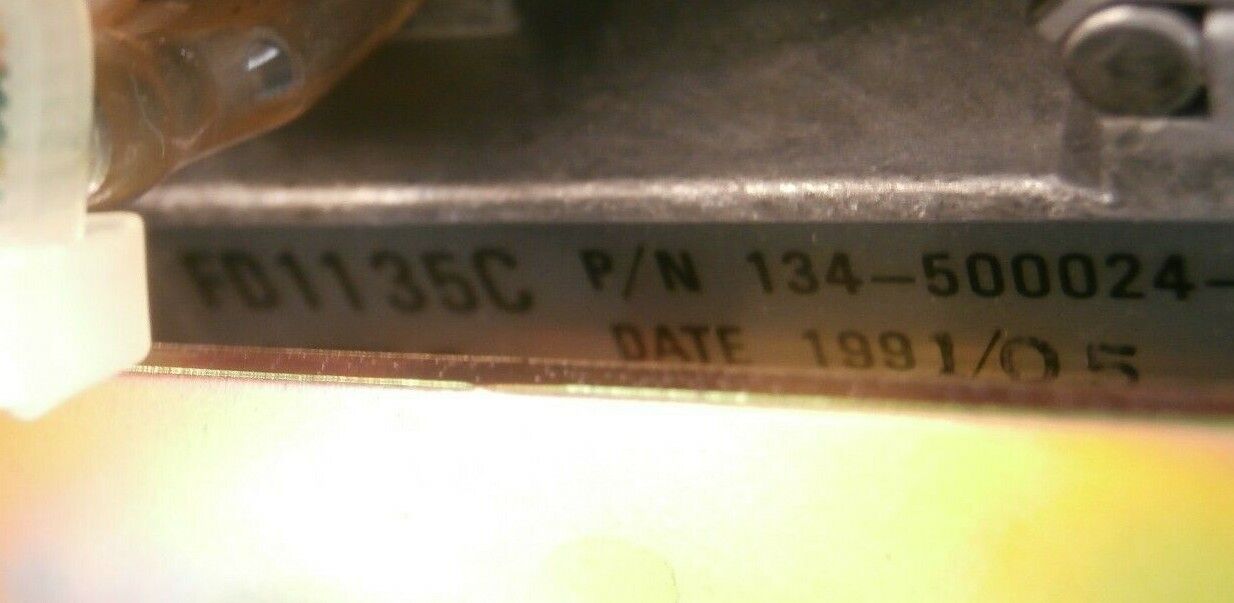 FD1135C P/N 134-500024-
DATE 1991/05